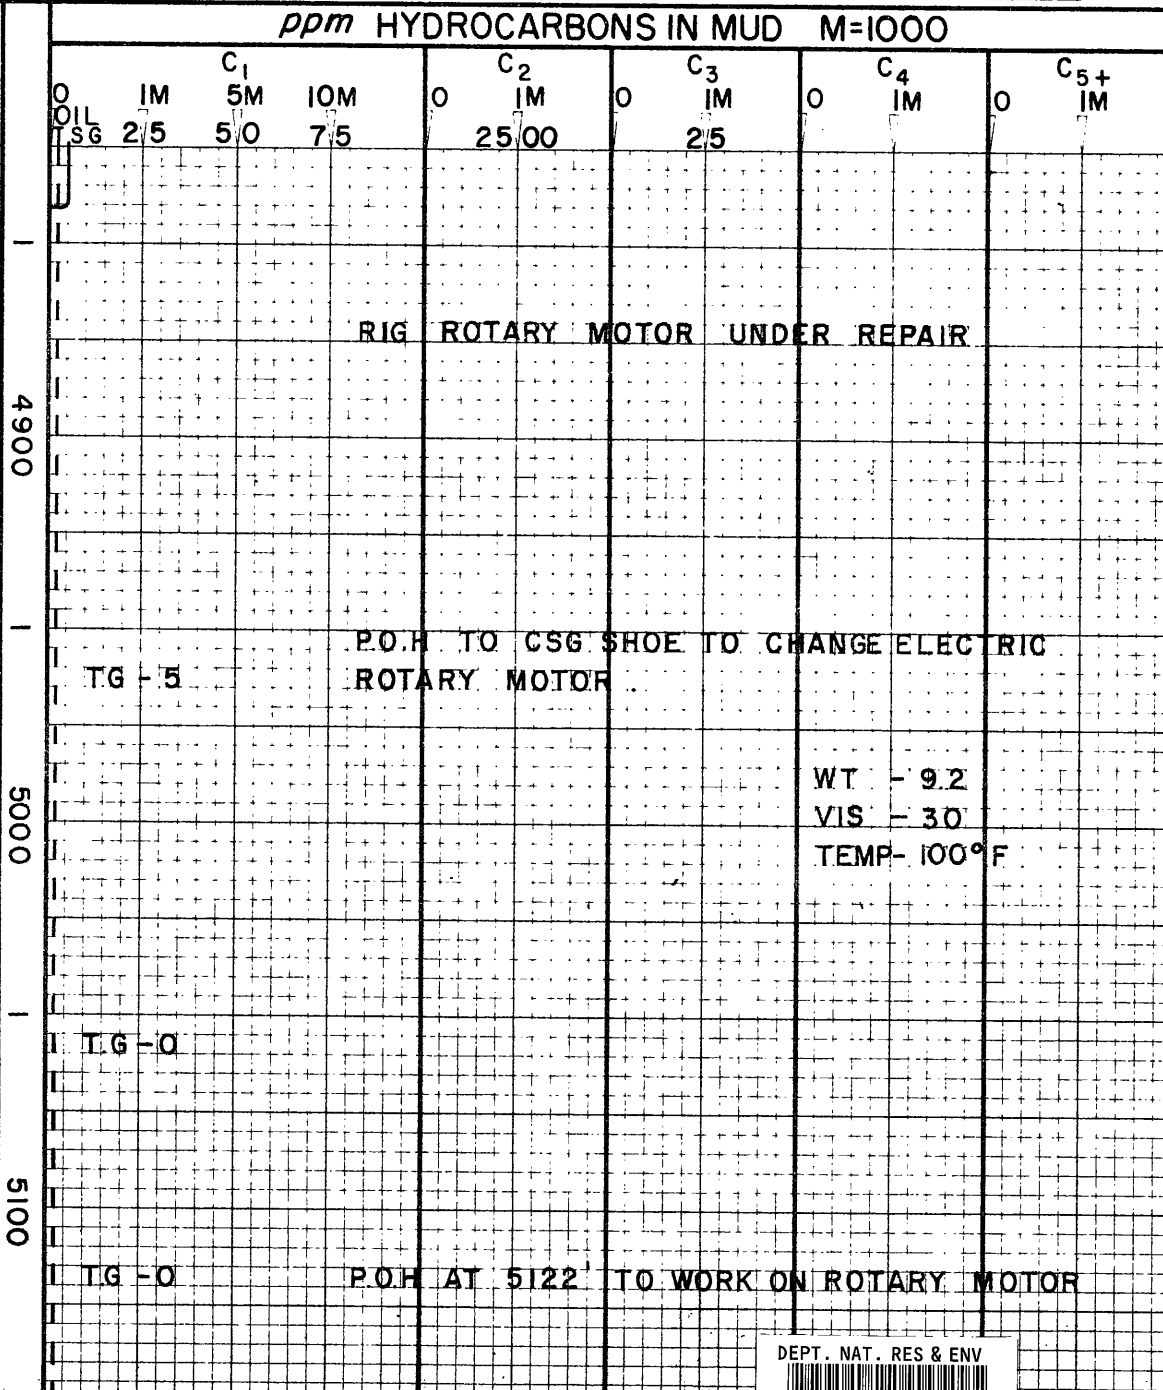 ppm HYDROCARBONS IN MUD M=1000
C1 C2 C3 C4 C5+
0 1M 5M 10M 0 1M 0 1M 0 1M 0 1M
OIL
TSG 25 50 75 2500 25
RIG ROTARY MOTOR UNDER REPAIR
4900
P.O.H TO CSG SHOE TO CHANGE ELECTRIC
TG - 5 ROTARY MOTOR.
WT - 9.2
5000
VIS - 30
TEMP - 100°F
T.G - 0
5100
T.G - 0 P.O.H AT 5122' TO WORK ON ROTARY MOTOR
DEPT. NAT. RES & ENV